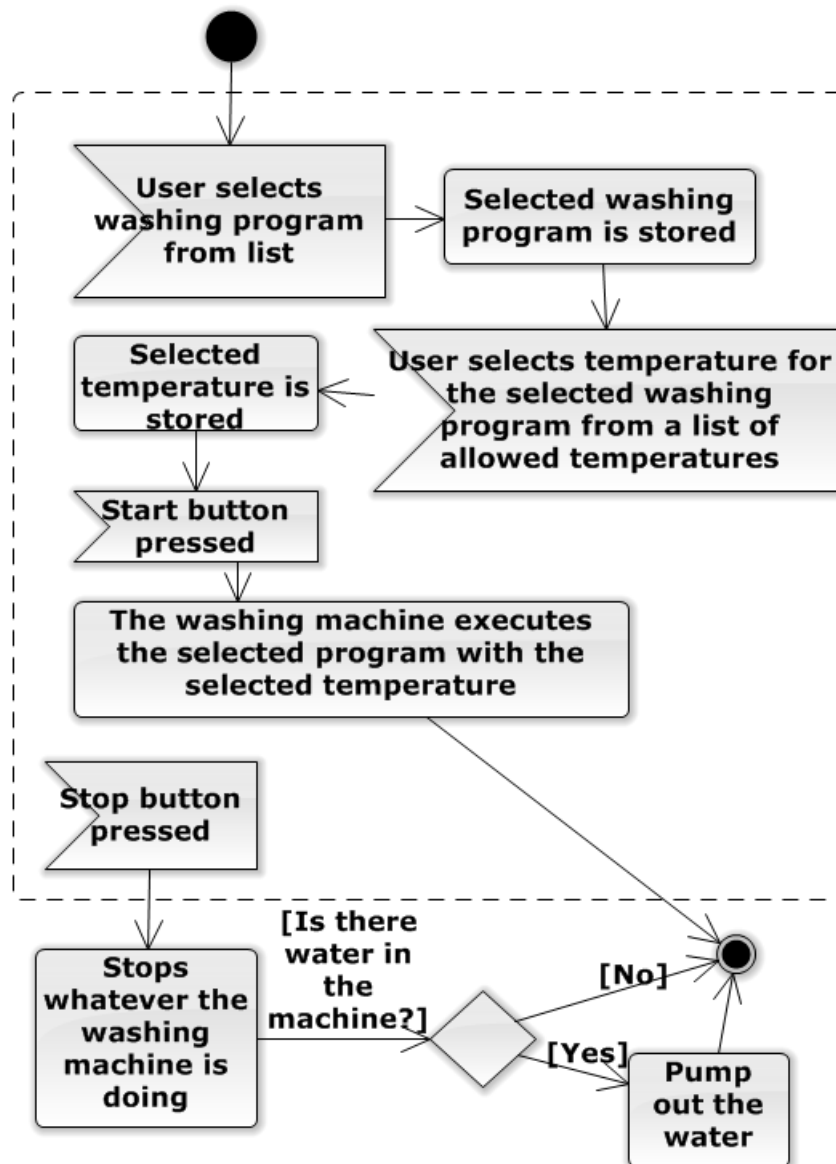 User selects
washing program
from list
Selected washing
program is stored
User selects temperature for
the selected washing
program from a list of
allowed temperatures
Selected
temperature is
stored
Start button
pressed
The washing machine executes
the selected program with the
selected temperature
Stop button
pressed
Stops
whatever the
washing
machine is
doing
[Is there
water in
the
machine?]
[No]
[Yes]
Pump
out the
water